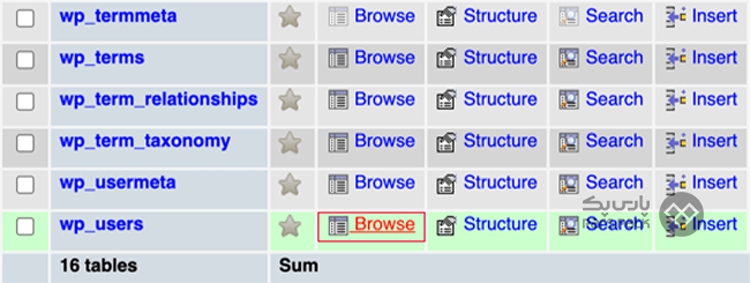 wp_termmeta Browse Structure Search Insert
wp_terms Browse Structure Search Insert
wp_term_relationships Browse Structure Search Insert
wp_term_taxonomy Browse Structure Search Insert
wp_usermeta Browse Structure Search Insert
wp_users Browse Structure Search Insert
پارس‌پک
16 tables Sum